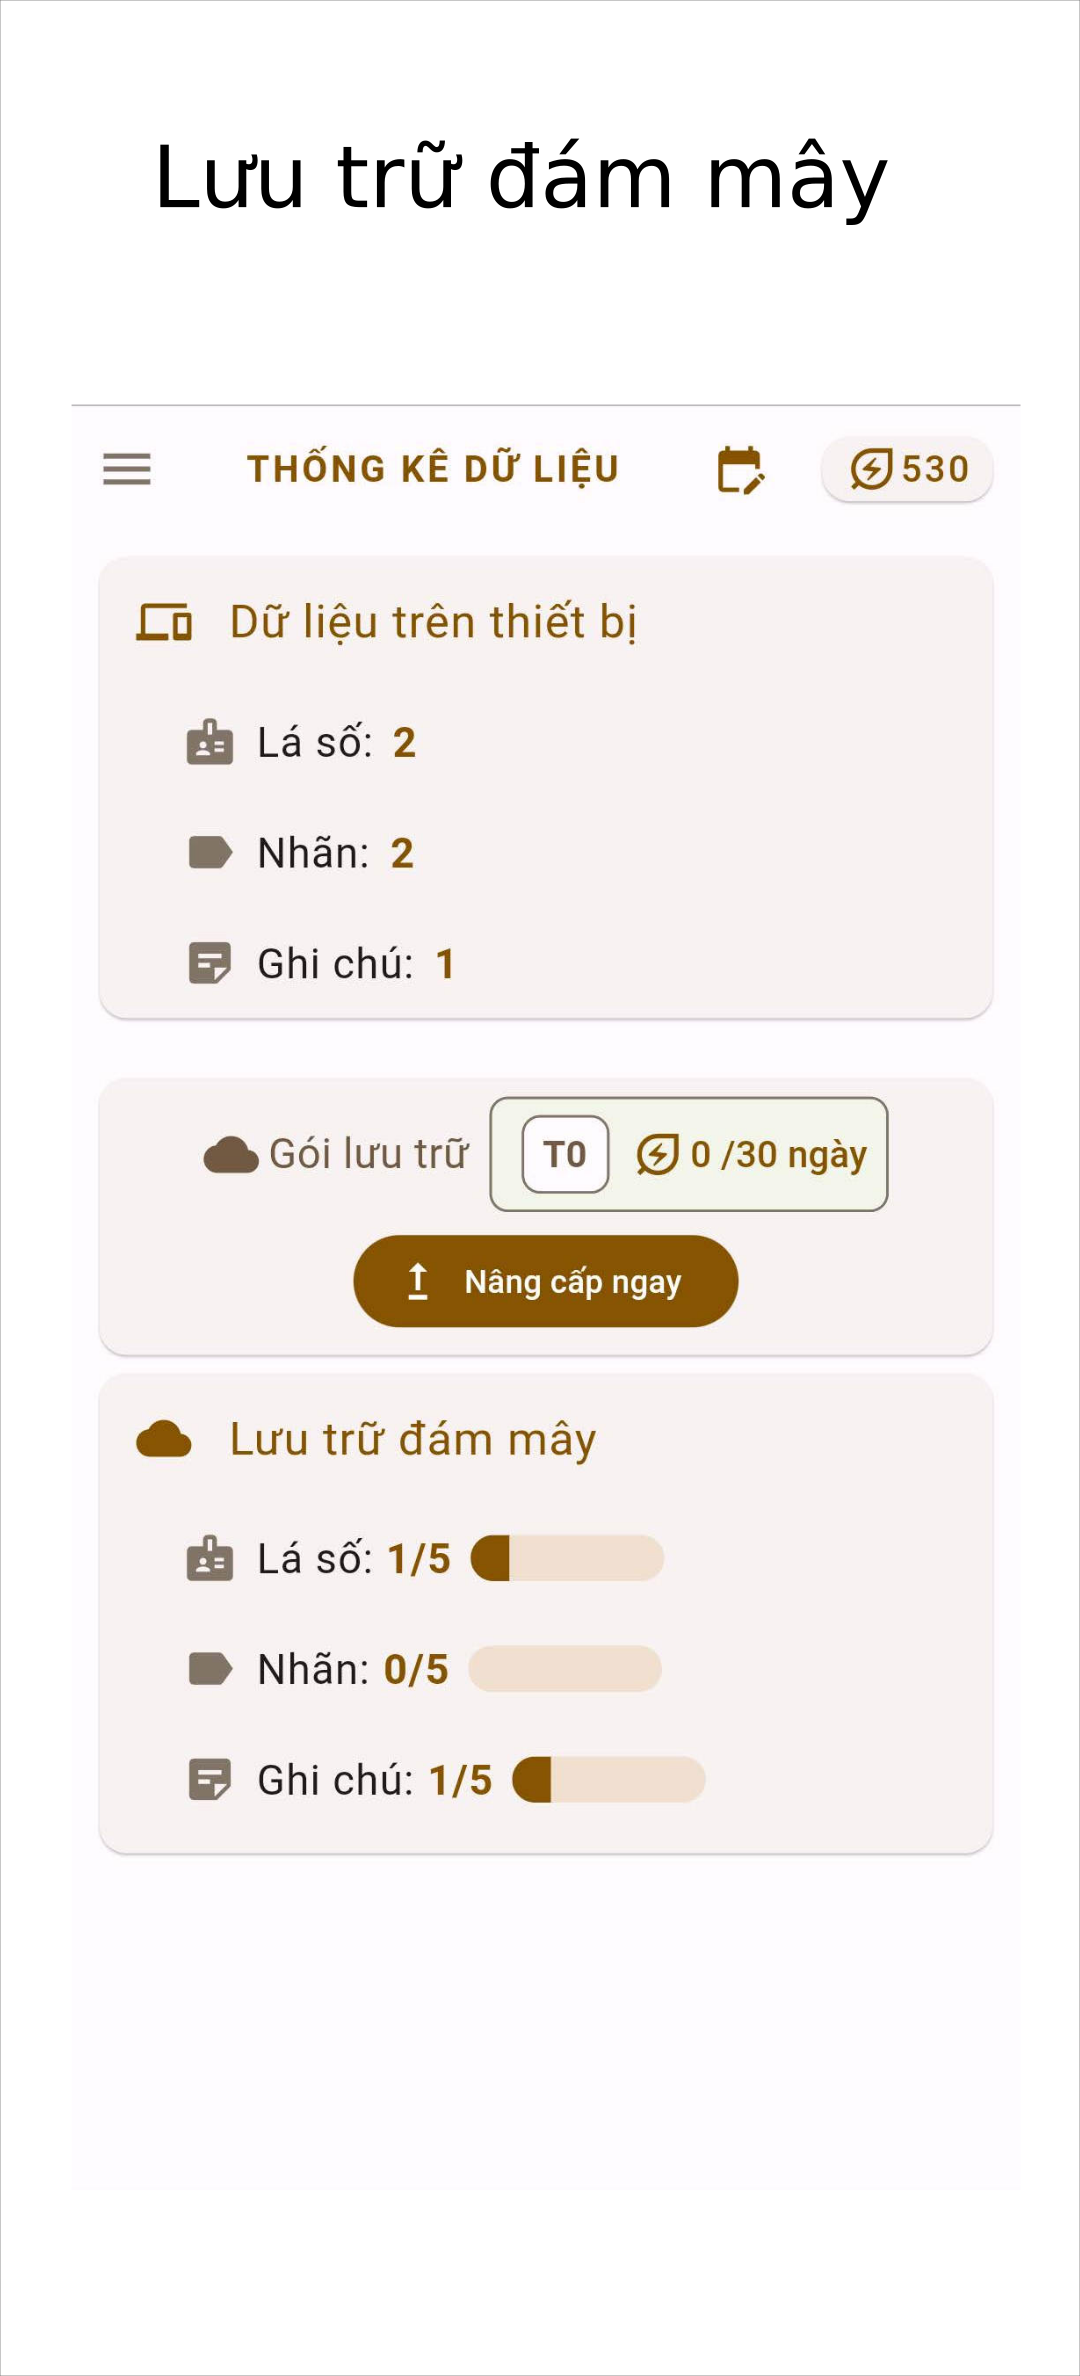 Lưu trữ đám mây
THỐNG KÊ DỮ LIỆU 530
Dữ liệu trên thiết bị
Lá số: 2
Nhãn: 2
Ghi chú: 1
Gói lưu trữ T0 0 /30 ngày
Nâng cấp ngay
Lưu trữ đám mây
Lá số: 1/5
Nhãn: 0/5
Ghi chú: 1/5